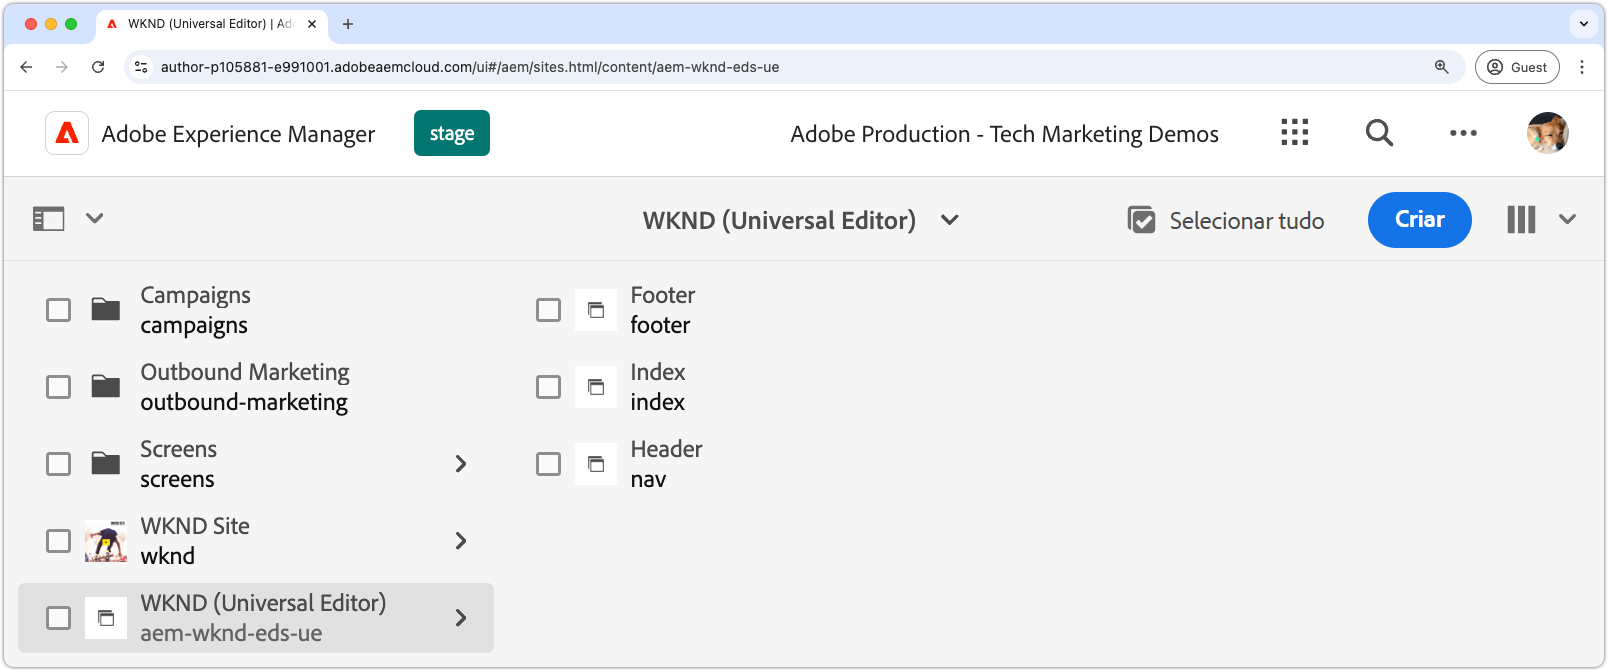 WKND (Universal Editor) | Ad
author-p105881-e991001.adobeaemcloud.com/ui#/aem/sites.html/content/aem-wknd-eds-ue
Guest
Adobe Experience Manager
stage
Adobe Production - Tech Marketing Demos
WKND (Universal Editor)
Selecionar tudo
Criar
Campaigns
campaigns
Outbound Marketing
outbound-marketing
Screens
screens
WKND Site
wknd
WKND (Universal Editor)
aem-wknd-eds-ue
Footer
footer
Index
index
Header
nav